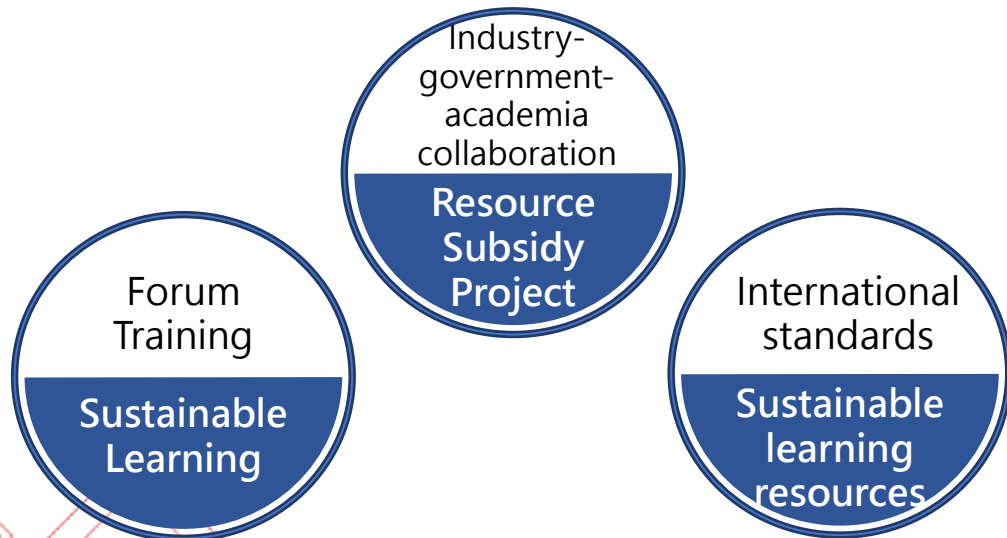 Industry-
government-
academia
collaboration
Resource
Subsidy
Project
Forum
Training
Sustainable
Learning
International
standards
Sustainable
learning
resources